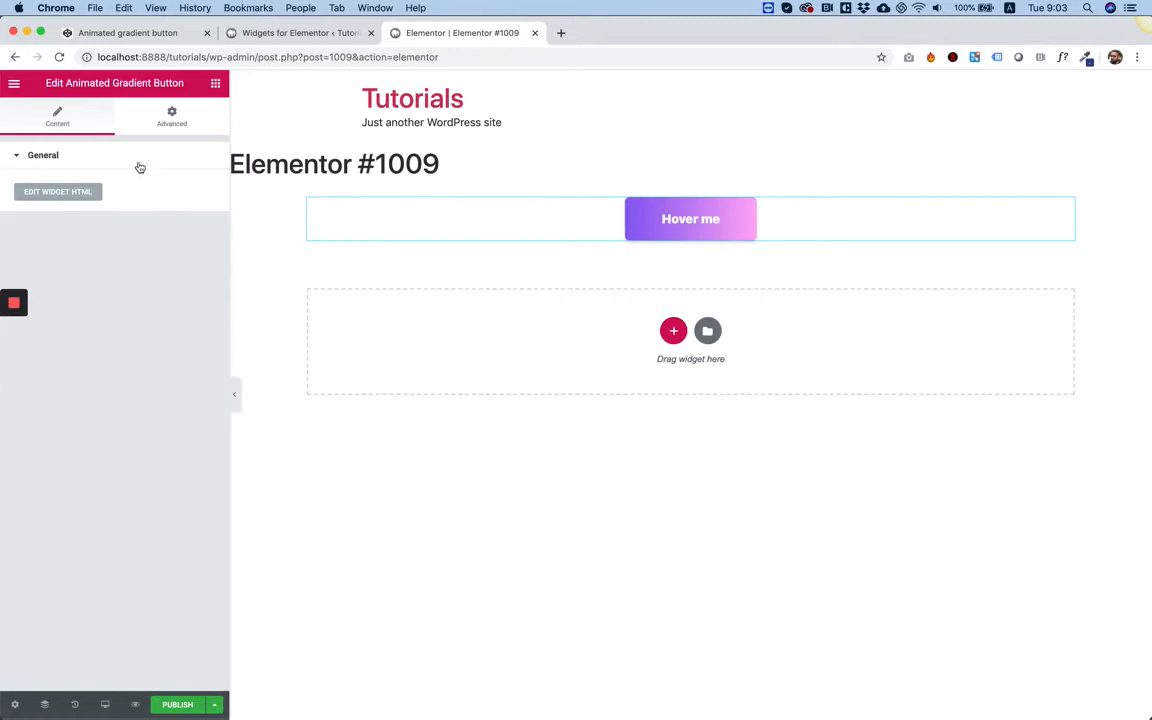 Chrome File Edit View History Bookmarks People Tab Window Help
100% Tue 9:03
Animated gradient button
Widgets for Elementor ‹ Tutori
Elementor | Elementor #1009
localhost:8888/tutorials/wp-admin/post.php?post=1009&action=elementor
Edit Animated Gradient Button
Content
Advanced
General
EDIT WIDGET HTML
Tutorials
Just another WordPress site
Elementor #1009
Hover me
Drag widget here
PUBLISH